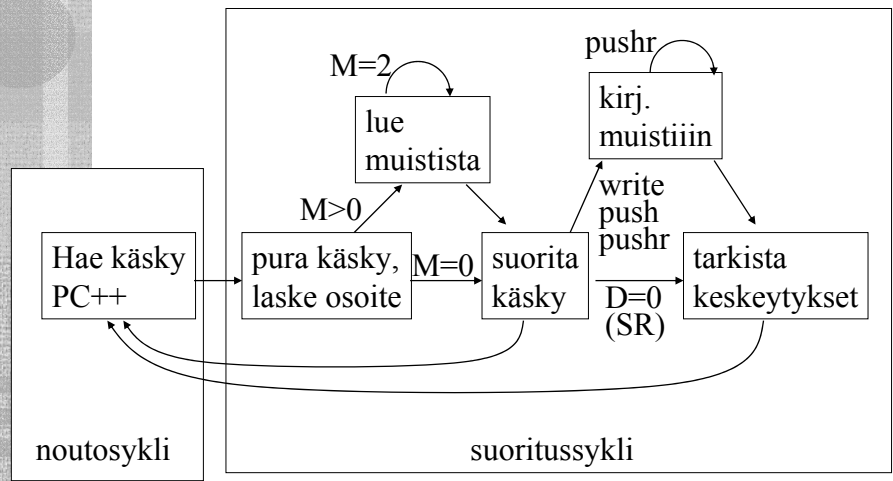 pushr
M=2
lue
muistista
kirj.
muistiiin
M>0
write
push
pushr
Hae käsky
PC++
pura käsky,
laske osoite
M=0
suorita
käsky
D=0
(SR)
tarkista
keskeytykset
noutosykli
suoritussykli